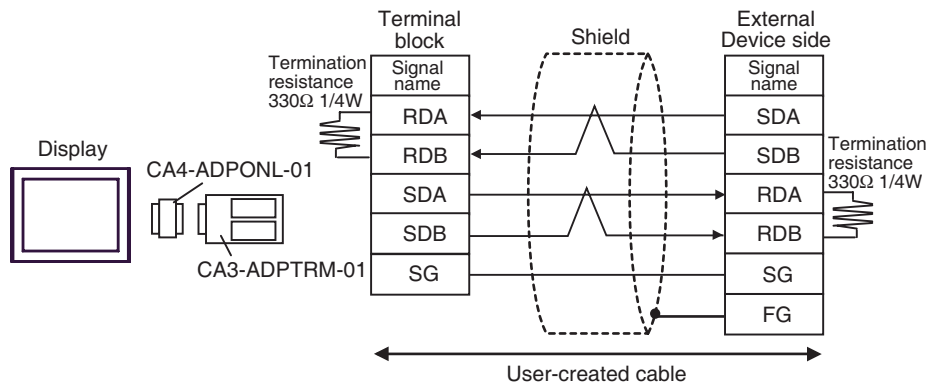 Terminal
block
Shield
External
Device side
Termination
resistance
330Ω 1/4W
Signal
name
RDA
RDB
SDA
SDB
SG
Signal
name
SDA
SDB
RDA
RDB
SG
FG
Termination
resistance
330Ω 1/4W
Display
CA4-ADPONL-01
CA3-ADPTRM-01
User-created cable